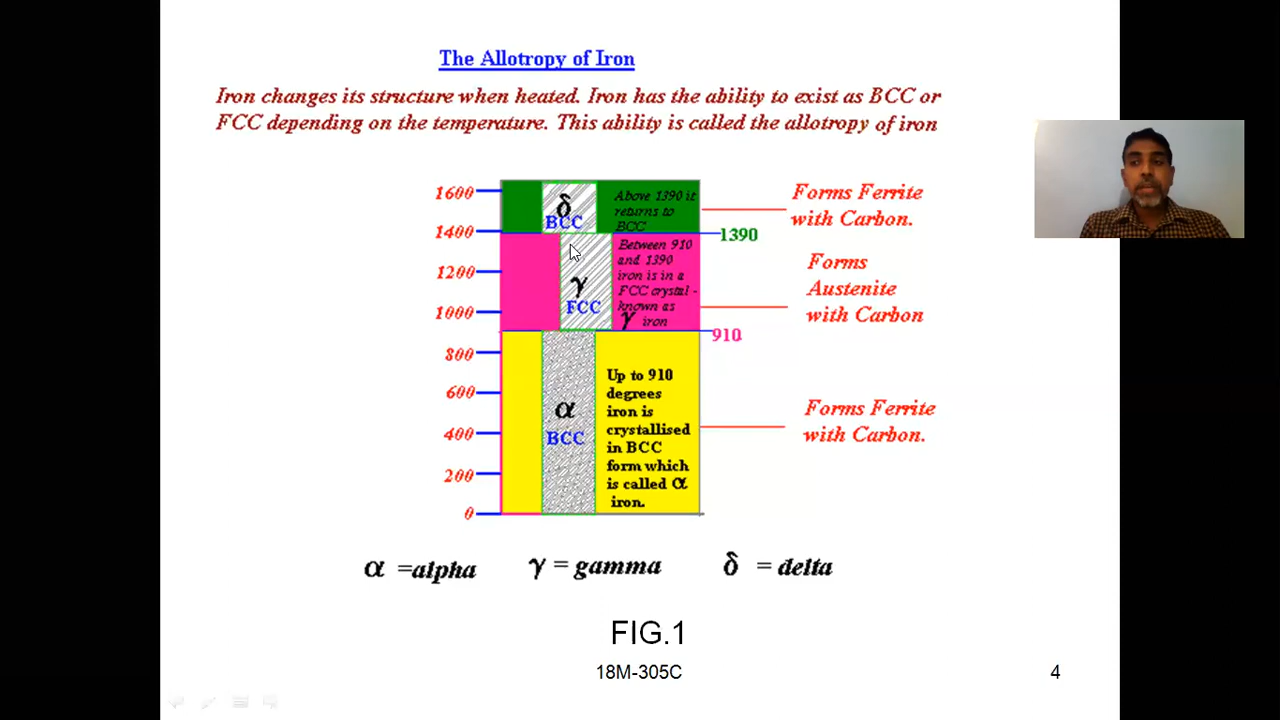 The Allotropy of Iron
Iron changes its structure when heated. Iron has the ability to exist as BCC or
FCC depending on the temperature. This ability is called the allotropy of iron
1600
1400
1200
1000
800
600
400
200
0
δ
BCC
Above 1390 it
returns to
BCC
Forms Ferrite
with Carbon.
1390
γ
FCC
Between 910
and 1390
iron is in a
FCC crystal -
known as
γ iron
Forms
Austenite
with Carbon
910
α
BCC
Up to 910
degrees
iron is
crystallised
in BCC
form which
is called α
iron.
Forms Ferrite
with Carbon.
α =alpha
γ = gamma
δ = delta
FIG.1
18M-305C
4